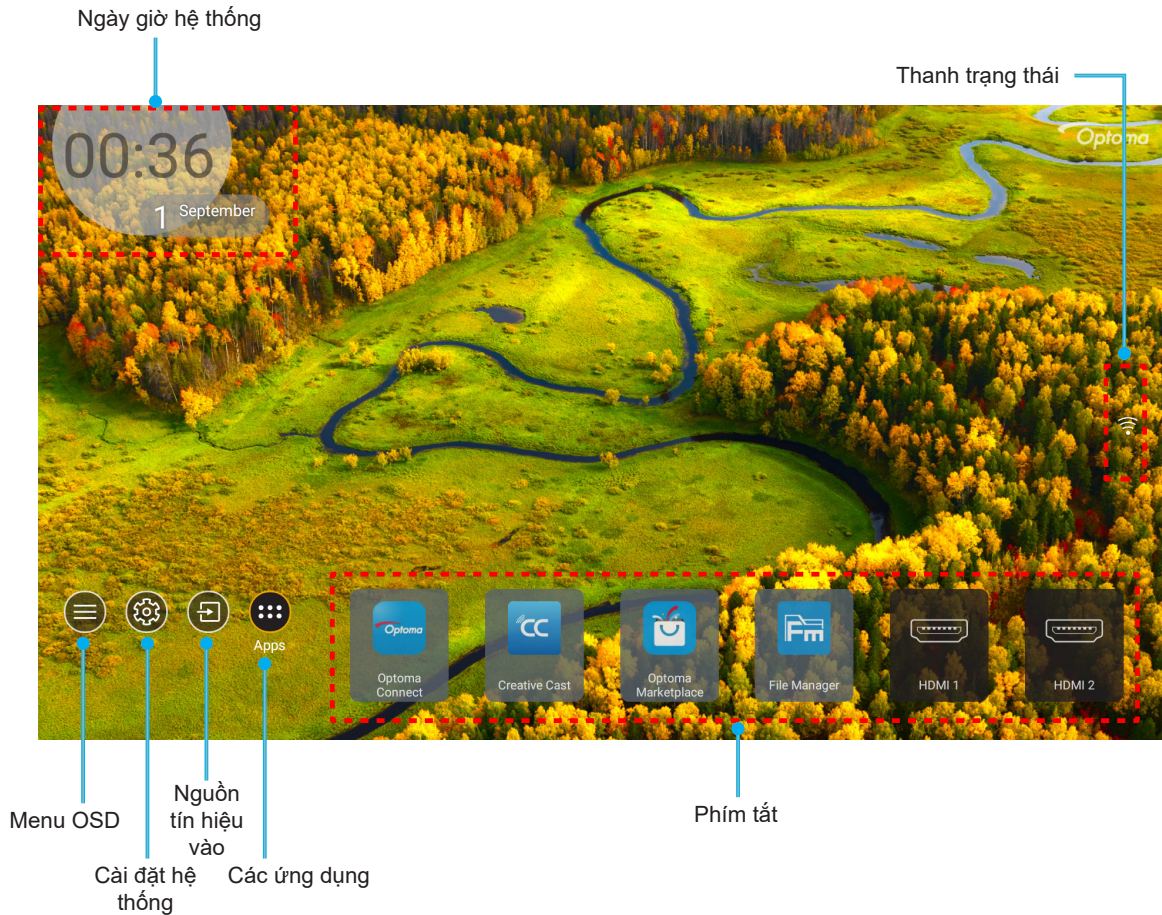 Ngày giờ hệ thống
Thanh trạng thái
00:36
1 September
Optoma
Apps
Optoma
Optoma
Connect
CC
Creative Cast
Optoma
Marketplace
Fm
File Manager
HDMI 1
HDMI 2
Menu OSD
Cài đặt hệ
thống
Nguồn
tín hiệu
vào
Các ứng dụng
Phím tắt